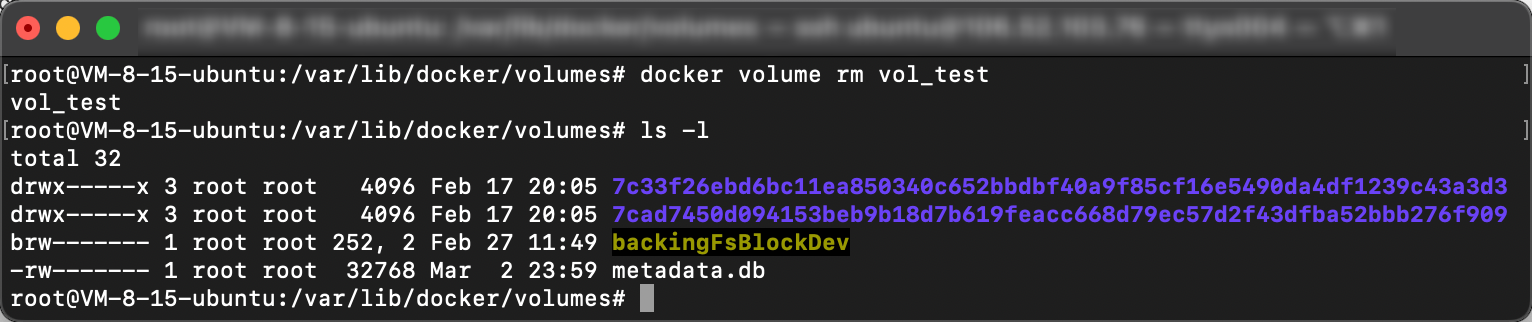 [root@VM-8-15-ubuntu:/var/lib/docker/volumes# docker volume rm vol_test ]
vol_test
[root@VM-8-15-ubuntu:/var/lib/docker/volumes# ls -l ]
total 32
drwx-----x 3 root root   4096 Feb 17 20:05 7c33f26ebd6bc11ea850340c652bbdbf40a9f85cf16e5490da4df1239c43a3d3
drwx-----x 3 root root   4096 Feb 17 20:05 7cad7450d094153beb9b18d7b619feacc668d79ec57d2f43dfba52bbb276f909
brw------- 1 root root 252, 2 Feb 27 11:49 backingFsBlockDev
-rw------- 1 root root  32768 Mar  2 23:59 metadata.db
root@VM-8-15-ubuntu:/var/lib/docker/volumes#